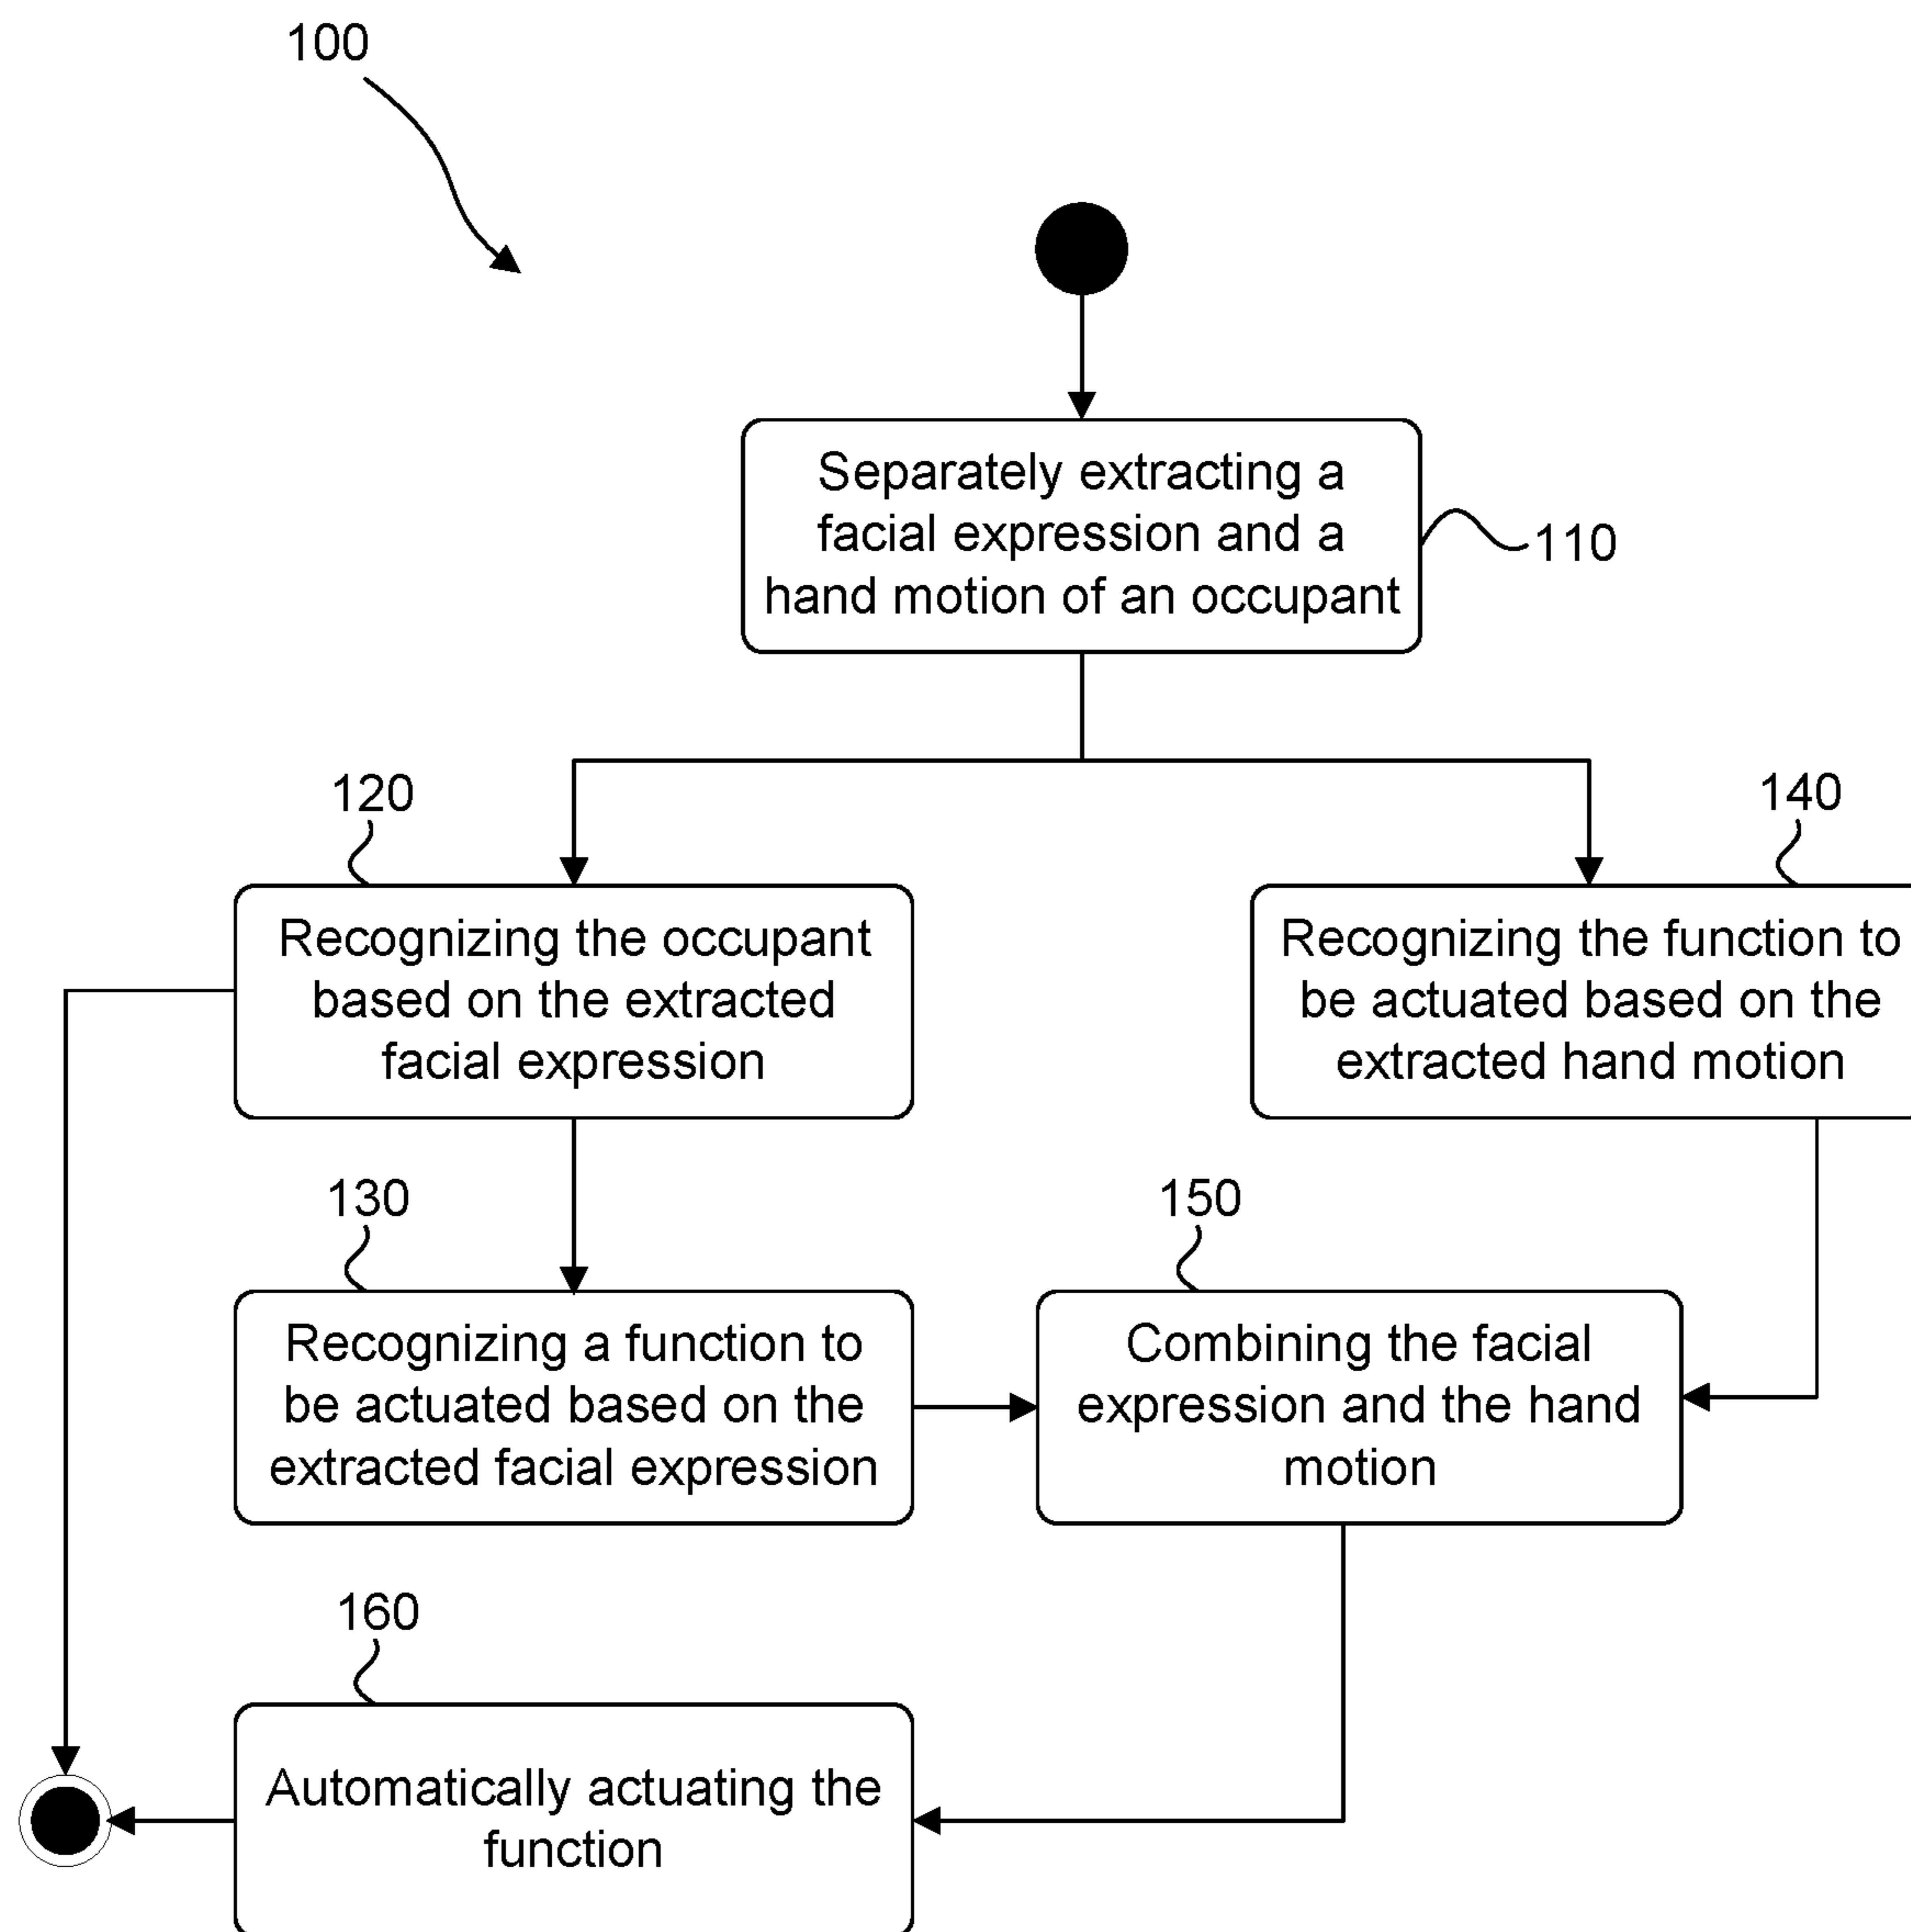 100
Separately extracting a
facial expression and a
hand motion of an occupant
110
120
140
Recognizing the occupant
based on the extracted
facial expression
Recognizing the function to
be actuated based on the
extracted hand motion
130
150
Recognizing a function to
be actuated based on the
extracted facial expression
Combining the facial
expression and the hand
motion
160
Automatically actuating the
function